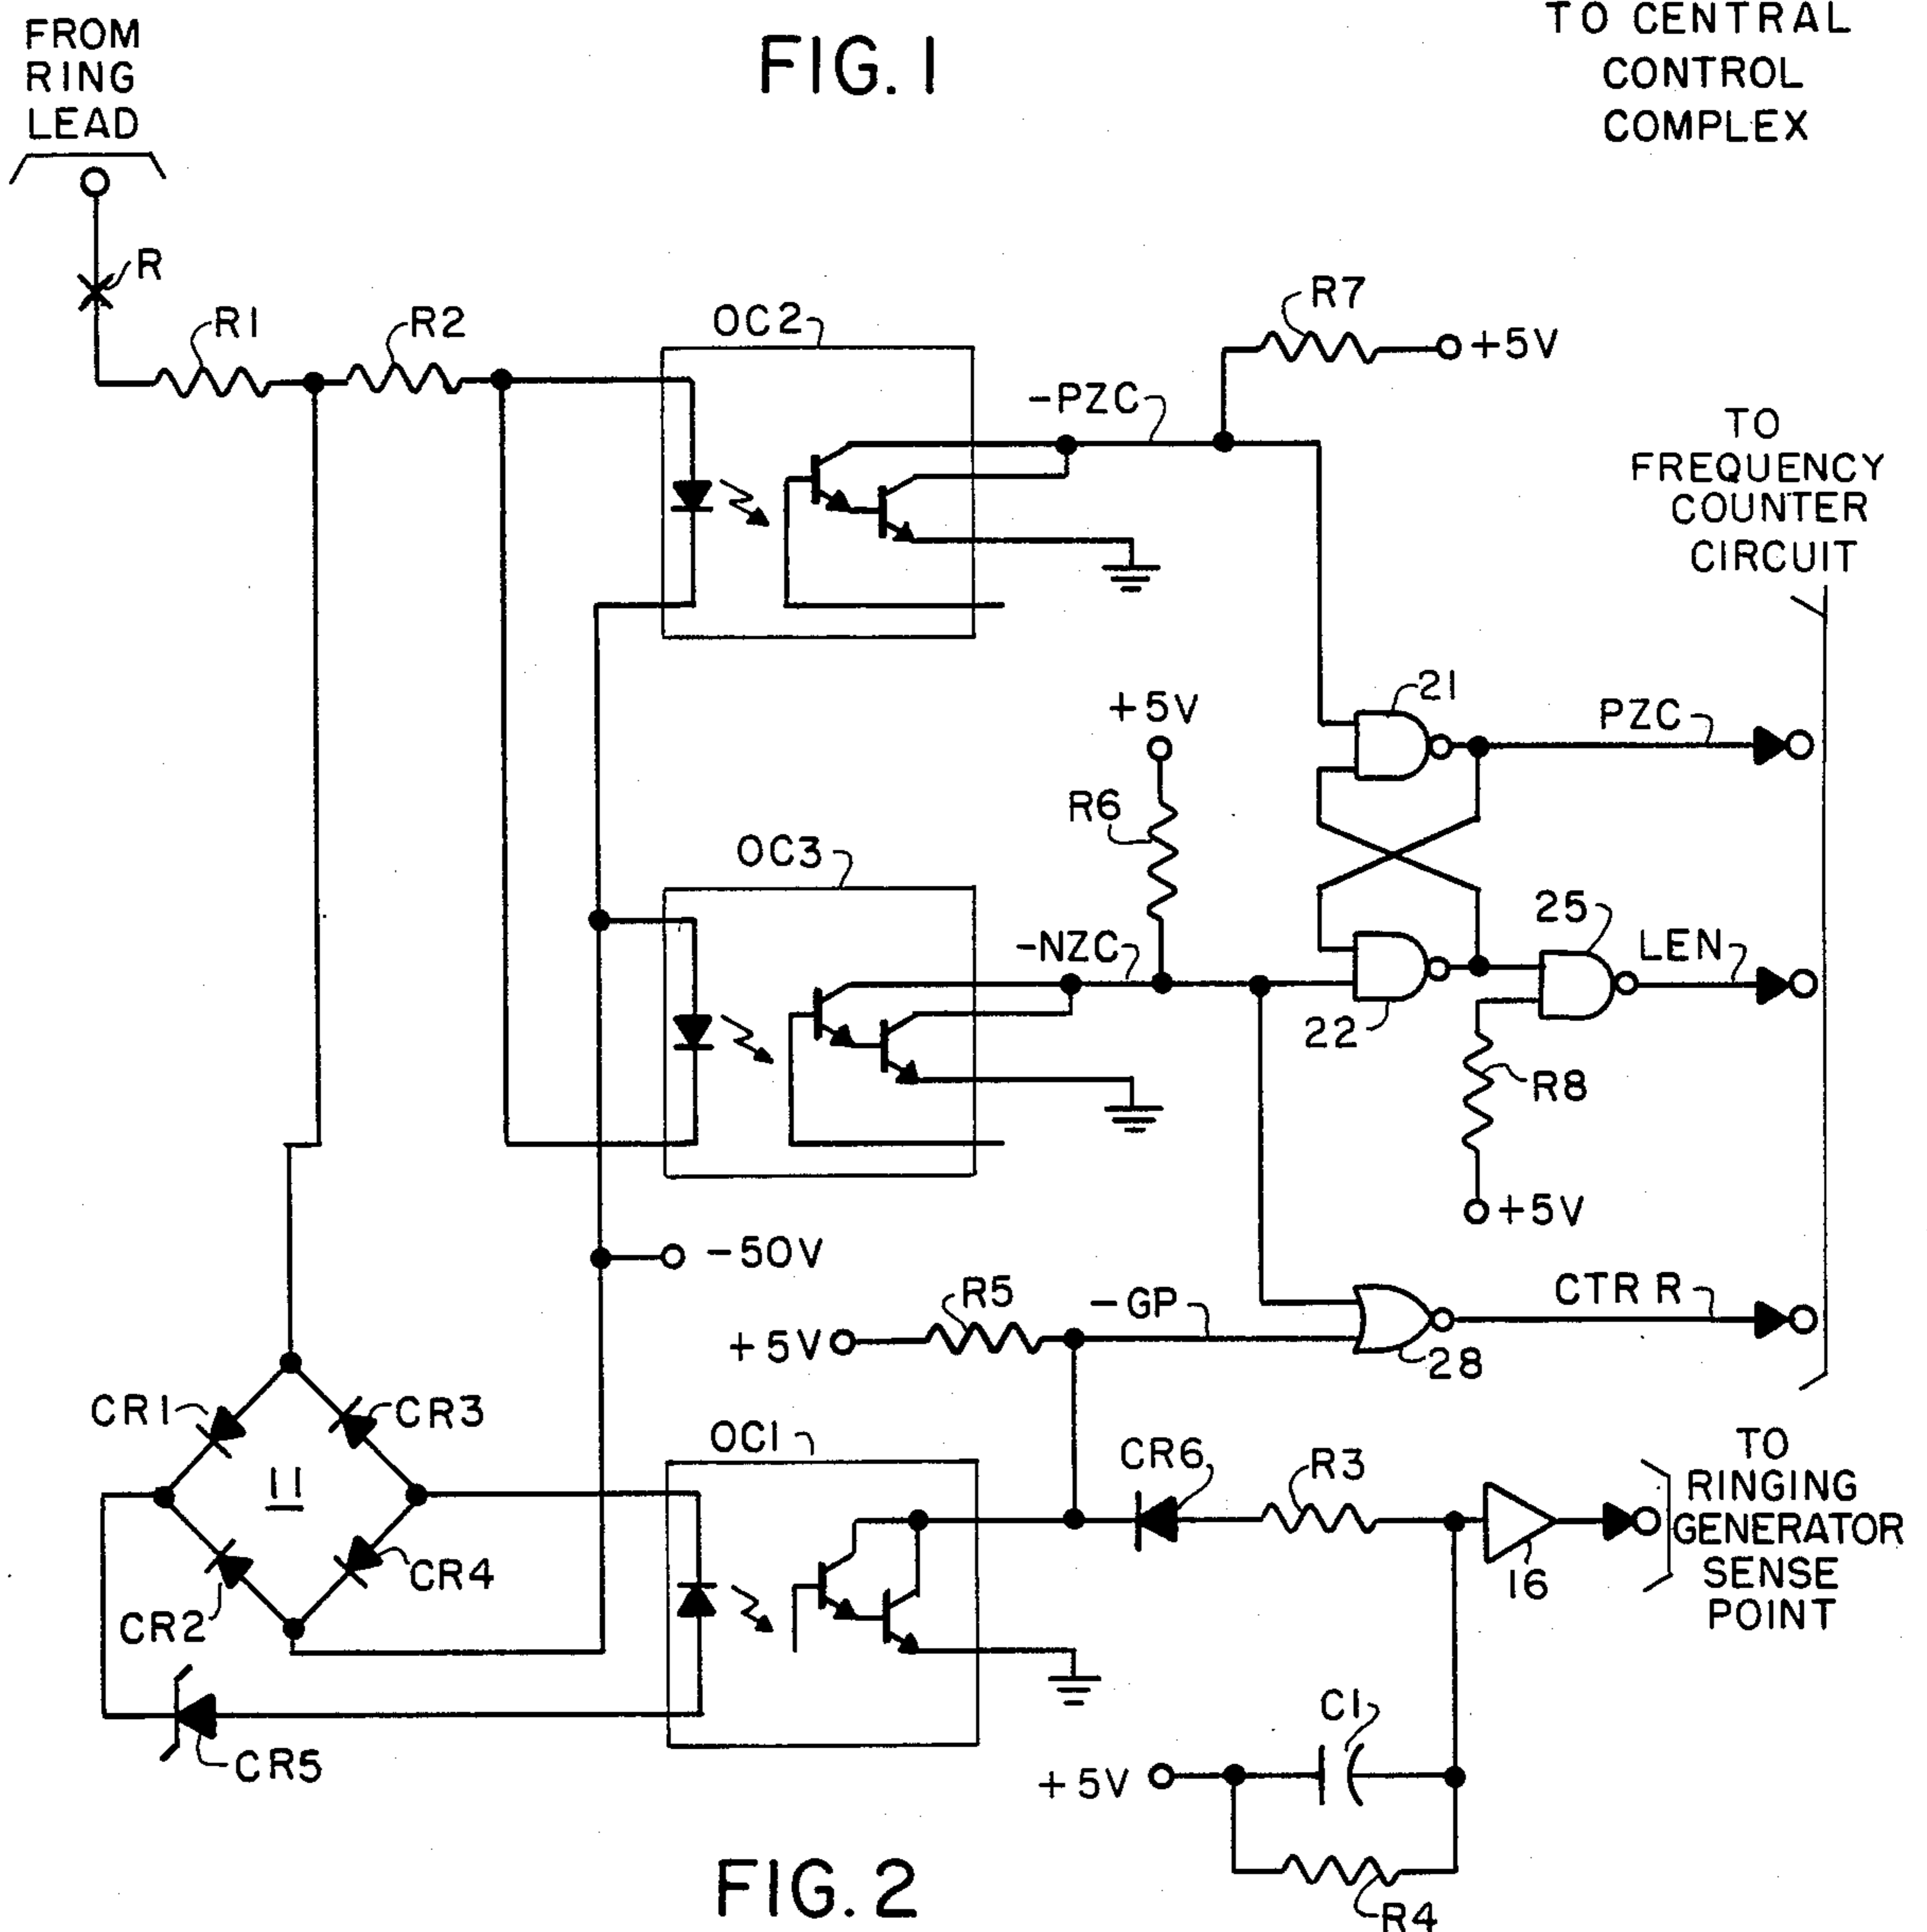 FROM
RING
LEAD
FIG. 1
TO CENTRAL
CONTROL
COMPLEX
R
R1
R2
OC2
R7
+5V
-PZC
TO
FREQUENCY
COUNTER
CIRCUIT
21
PZC
+5V
R6
OC3
-NZC
25
LEN
22
R8
+5V
-50V
R5
-GP
CTR R
+5V
28
CR1
CR3
11
OC1
CR6
R3
TO
RINGING
GENERATOR
SENSE
POINT
CR4
CR2
16
CR5
C1
+5V
R4
FIG. 2